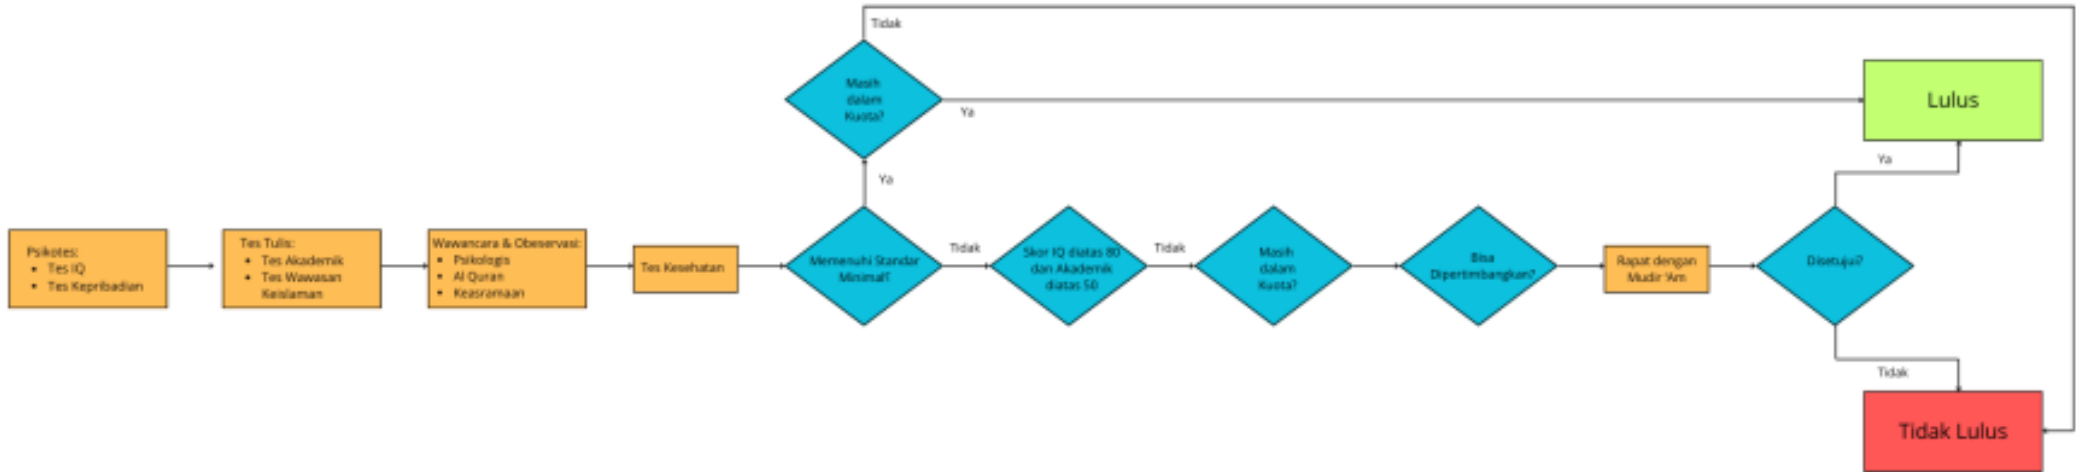 Tidak
Masih
dalam
Kuota?
Ya
Lulus
Ya
Ya
Psikotes:
• Tes IQ
• Tes Kepribadian
Tes Tulis:
• Tes Akademik
• Tes Wawasan
Keislaman
Wawancara & Obeservasi:
• Psikologis
• Al Quran
• Keasramaan
Tes Kesehatan
Memenuhi Standar
Minimal?
Tidak
Skor IQ diatas 80
dan Akademik
diatas 50
Tidak
Masih
dalam
Kuota?
Bisa
Dipertimbangkan?
Rapat dengan
Mudir 'Am
Disetujui?
Tidak
Tidak Lulus